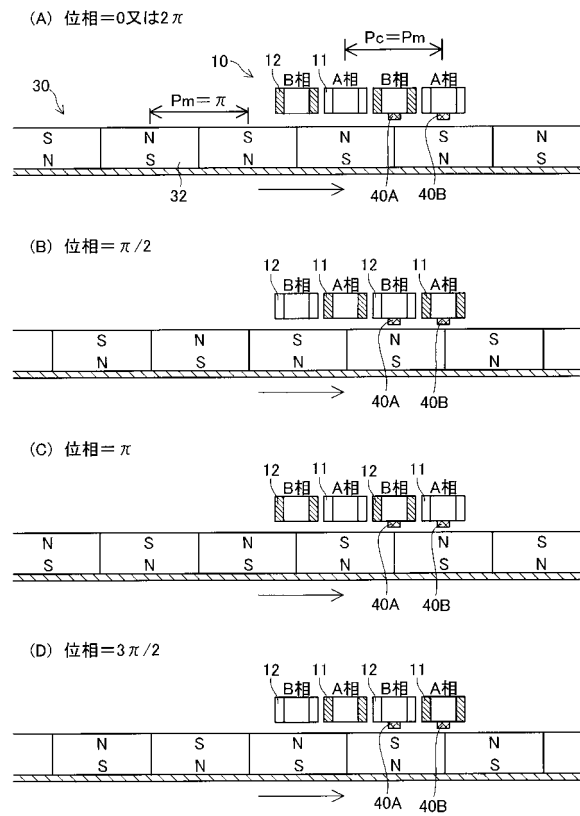 (A) 位相=0又は2π
Pc=Pm
10 12 B相 11 A相 B相 A相
30 Pm=π
S N S N S N
N S N S N S
32 40A 40B
(B) 位相=π/2
12 B相 11 A相 12 B相 11 A相
S N S N S
N S N S N
40A 40B
(C) 位相=π
12 B相 11 A相 12 B相 11 A相
N S N S N S
S N S N S N
40A 40B
(D) 位相=3π/2
12 B相 11 A相 12 B相 11 A相
N S N S N
S N S N S
40A 40B